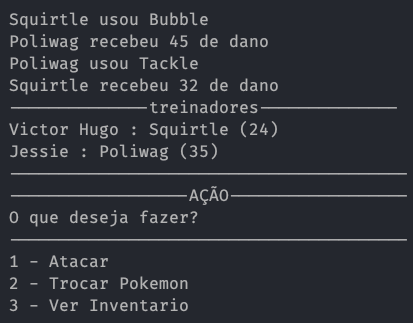 Squirtle usou Bubble
Poliwag recebeu 45 de dano
Poliwag usou Tackle
Squirtle recebeu 32 de dano
———————————————treinadores———————————————
Victor Hugo : Squirtle (24)
Jessie : Poliwag (35)
————————————————————————————————————————
——————————————————AÇÃO——————————————————
O que deseja fazer?
————————————————————————————————————————
1 - Atacar
2 - Trocar Pokemon
3 - Ver Inventario